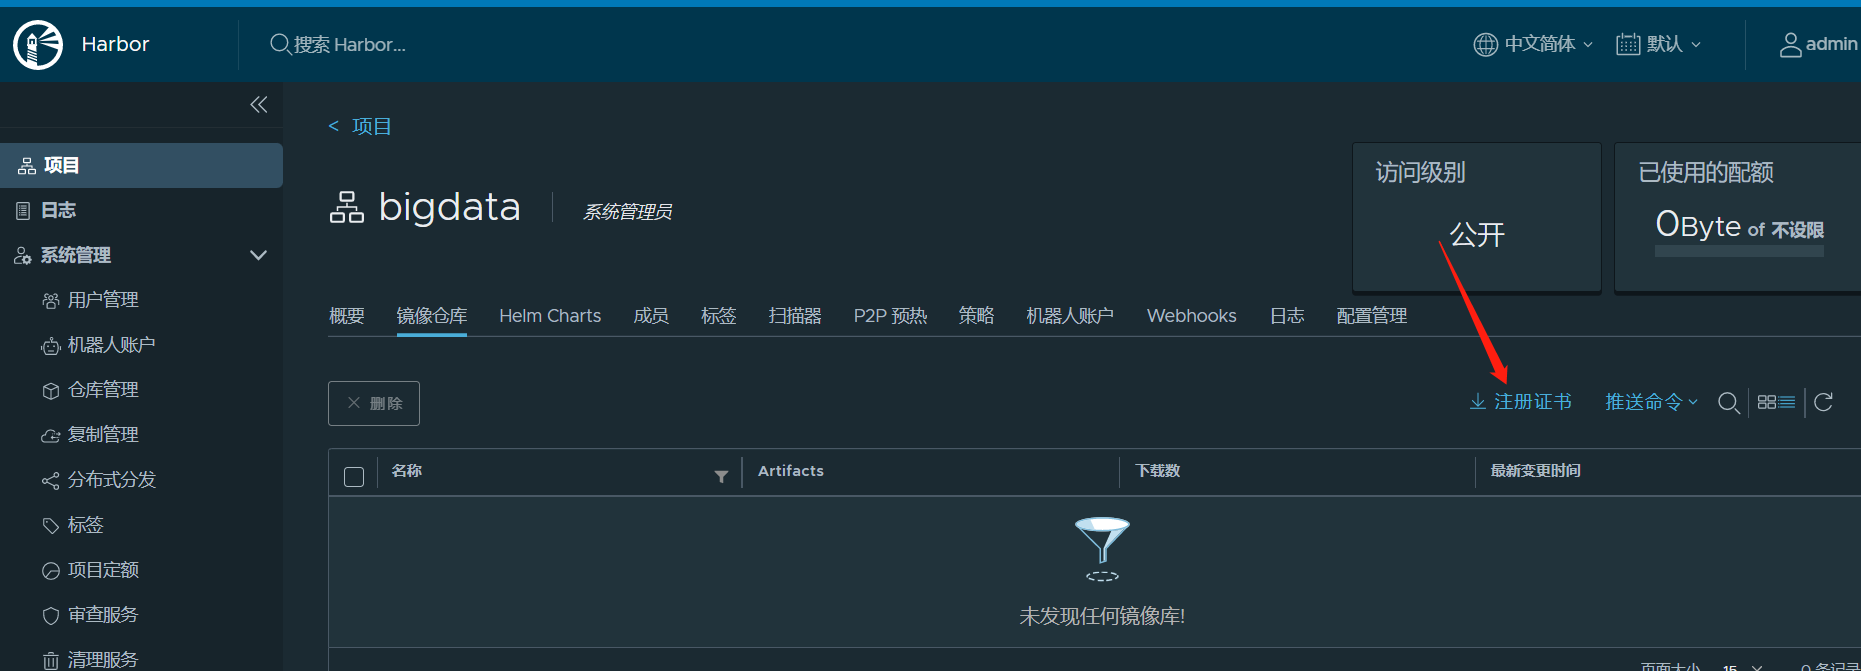 Harbor
搜索 Harbor...
中文简体
默认
admin
< 项目
项目
日志
系统管理
用户管理
机器人账户
仓库管理
复制管理
分布式分发
标签
项目定额
审查服务
清理服务
bigdata
系统管理员
访问级别
公开
已使用的配额
0Byte of 不设限
概要 镜像仓库 Helm Charts 成员 标签 扫描器 P2P 预热 策略 机器人账户 Webhooks 日志 配置管理
删除
注册证书
推送命令
名称 Artifacts 下载数 最新变更时间
未发现任何镜像库!
页面大小 15 0 条记录